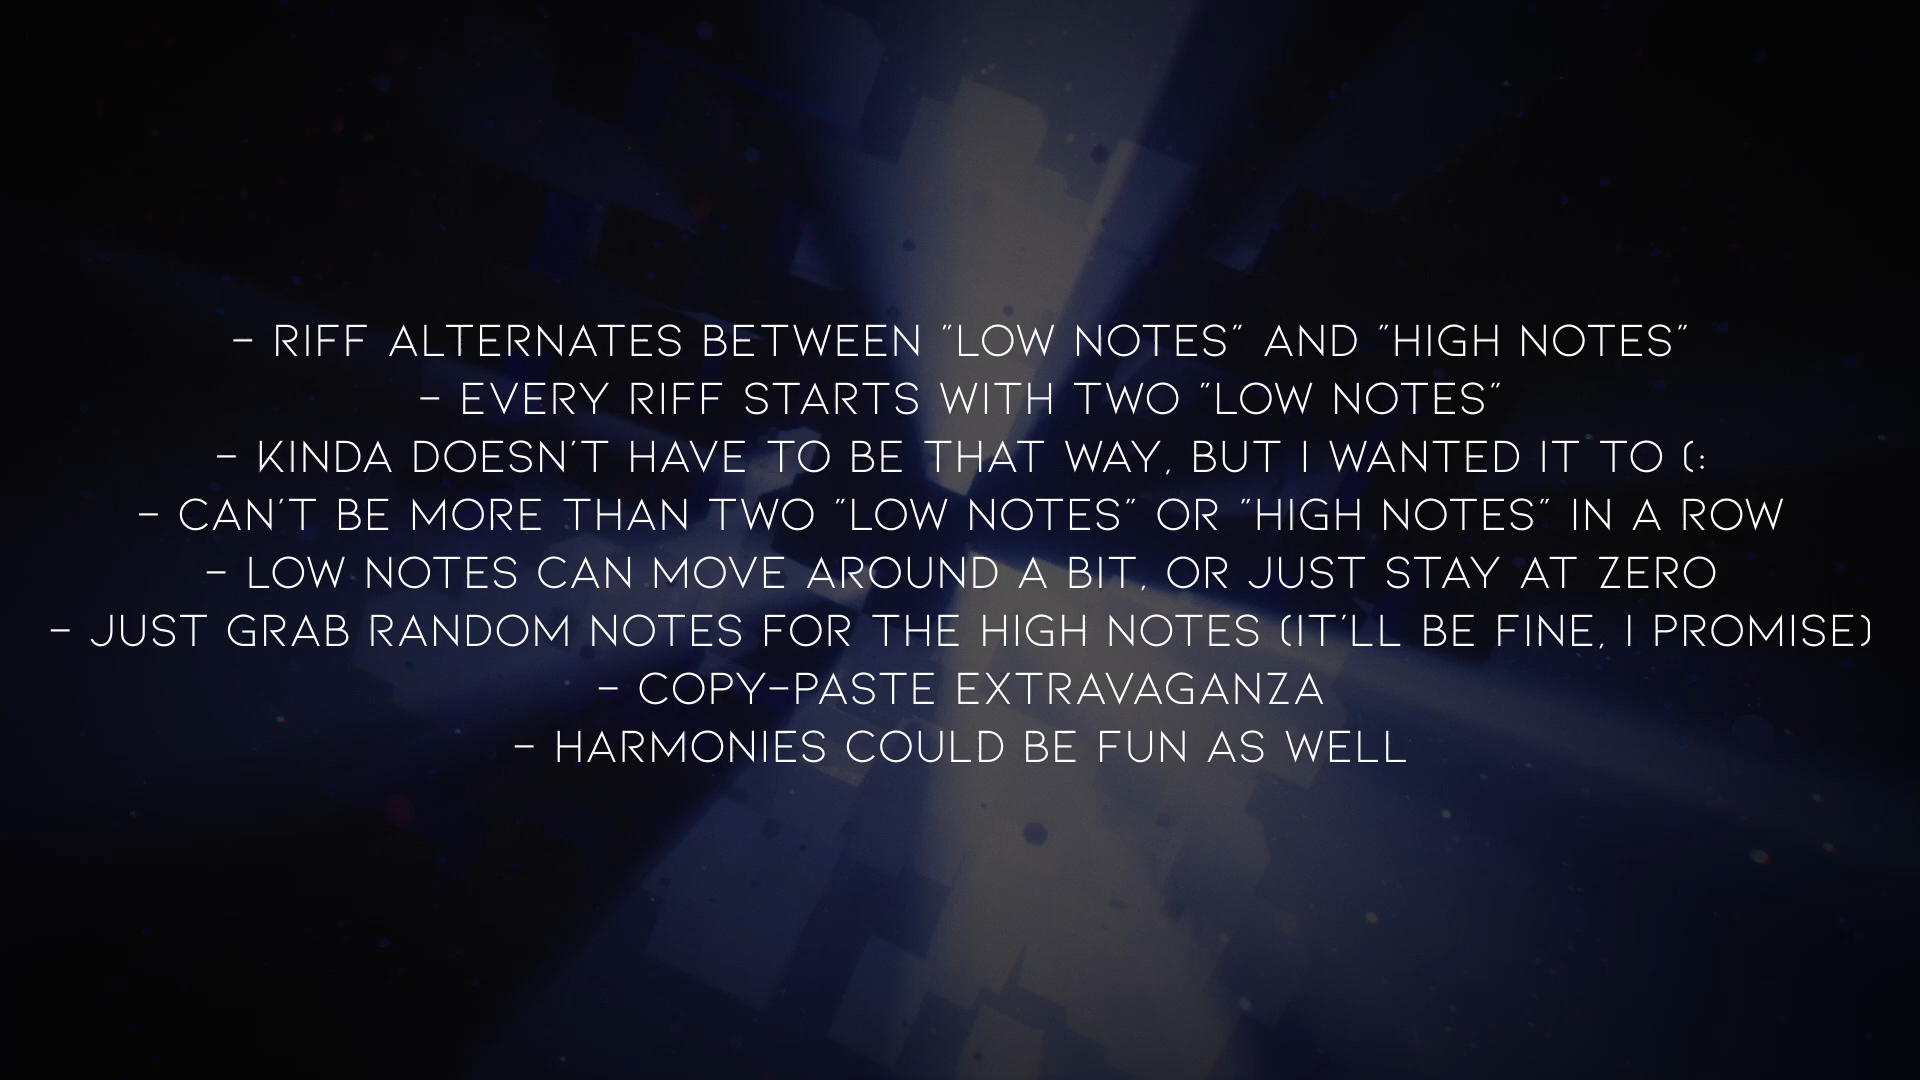 - RIFF ALTERNATES BETWEEN "LOW NOTES" AND "HIGH NOTES"
- EVERY RIFF STARTS WITH TWO "LOW NOTES"
- KINDA DOESN'T HAVE TO BE THAT WAY, BUT I WANTED IT TO (:
- CAN'T BE MORE THAN TWO "LOW NOTES" OR "HIGH NOTES" IN A ROW
- LOW NOTES CAN MOVE AROUND A BIT, OR JUST STAY AT ZERO
- JUST GRAB RANDOM NOTES FOR THE HIGH NOTES (IT'LL BE FINE, I PROMISE)
- COPY-PASTE EXTRAVAGANZA
- HARMONIES COULD BE FUN AS WELL